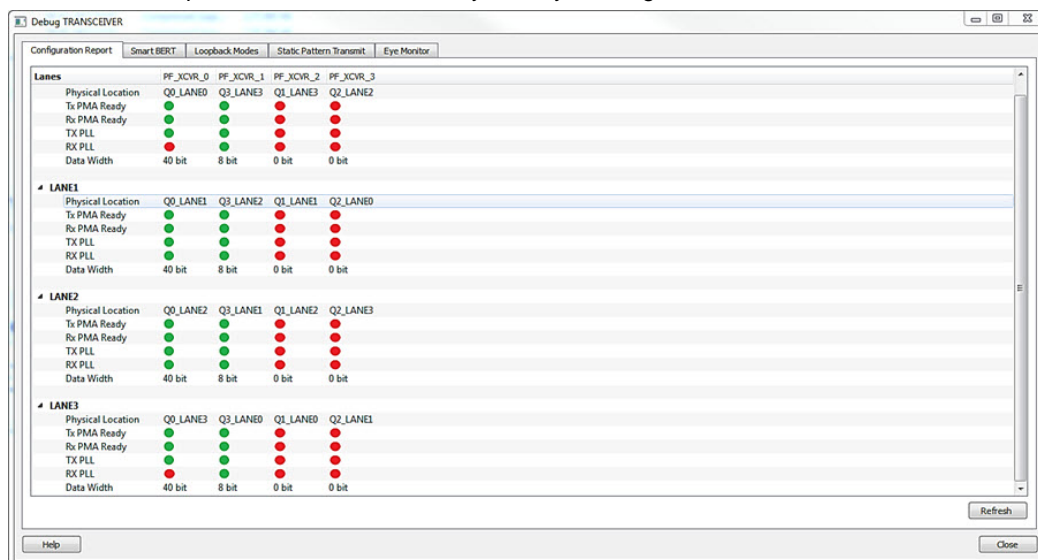 Debug TRANSCEIVER
Configuration Report Smart BERT Loopback Modes Static Pattern Transmit Eye Monitor
Lanes PF_XCVR_0 PF_XCVR_1 PF_XCVR_2 PF_XCVR_3
Physical Location Q0_LANE0 Q3_LANE3 Q1_LANE3 Q2_LANE2
Tx PMA Ready
Rx PMA Ready
TX PLL
RX PLL
Data Width 40 bit 8 bit 0 bit 0 bit
LANE1
Physical Location Q0_LANE1 Q3_LANE2 Q1_LANE1 Q2_LANE0
Tx PMA Ready
Rx PMA Ready
TX PLL
RX PLL
Data Width 40 bit 8 bit 0 bit 0 bit
LANE2
Physical Location Q0_LANE2 Q3_LANE1 Q1_LANE2 Q2_LANE3
Tx PMA Ready
Rx PMA Ready
TX PLL
RX PLL
Data Width 40 bit 8 bit 0 bit 0 bit
LANE3
Physical Location Q0_LANE3 Q3_LANE0 Q1_LANE0 Q2_LANE1
Tx PMA Ready
Rx PMA Ready
TX PLL
RX PLL
Data Width 40 bit 8 bit 0 bit 0 bit
Refresh
Help Close